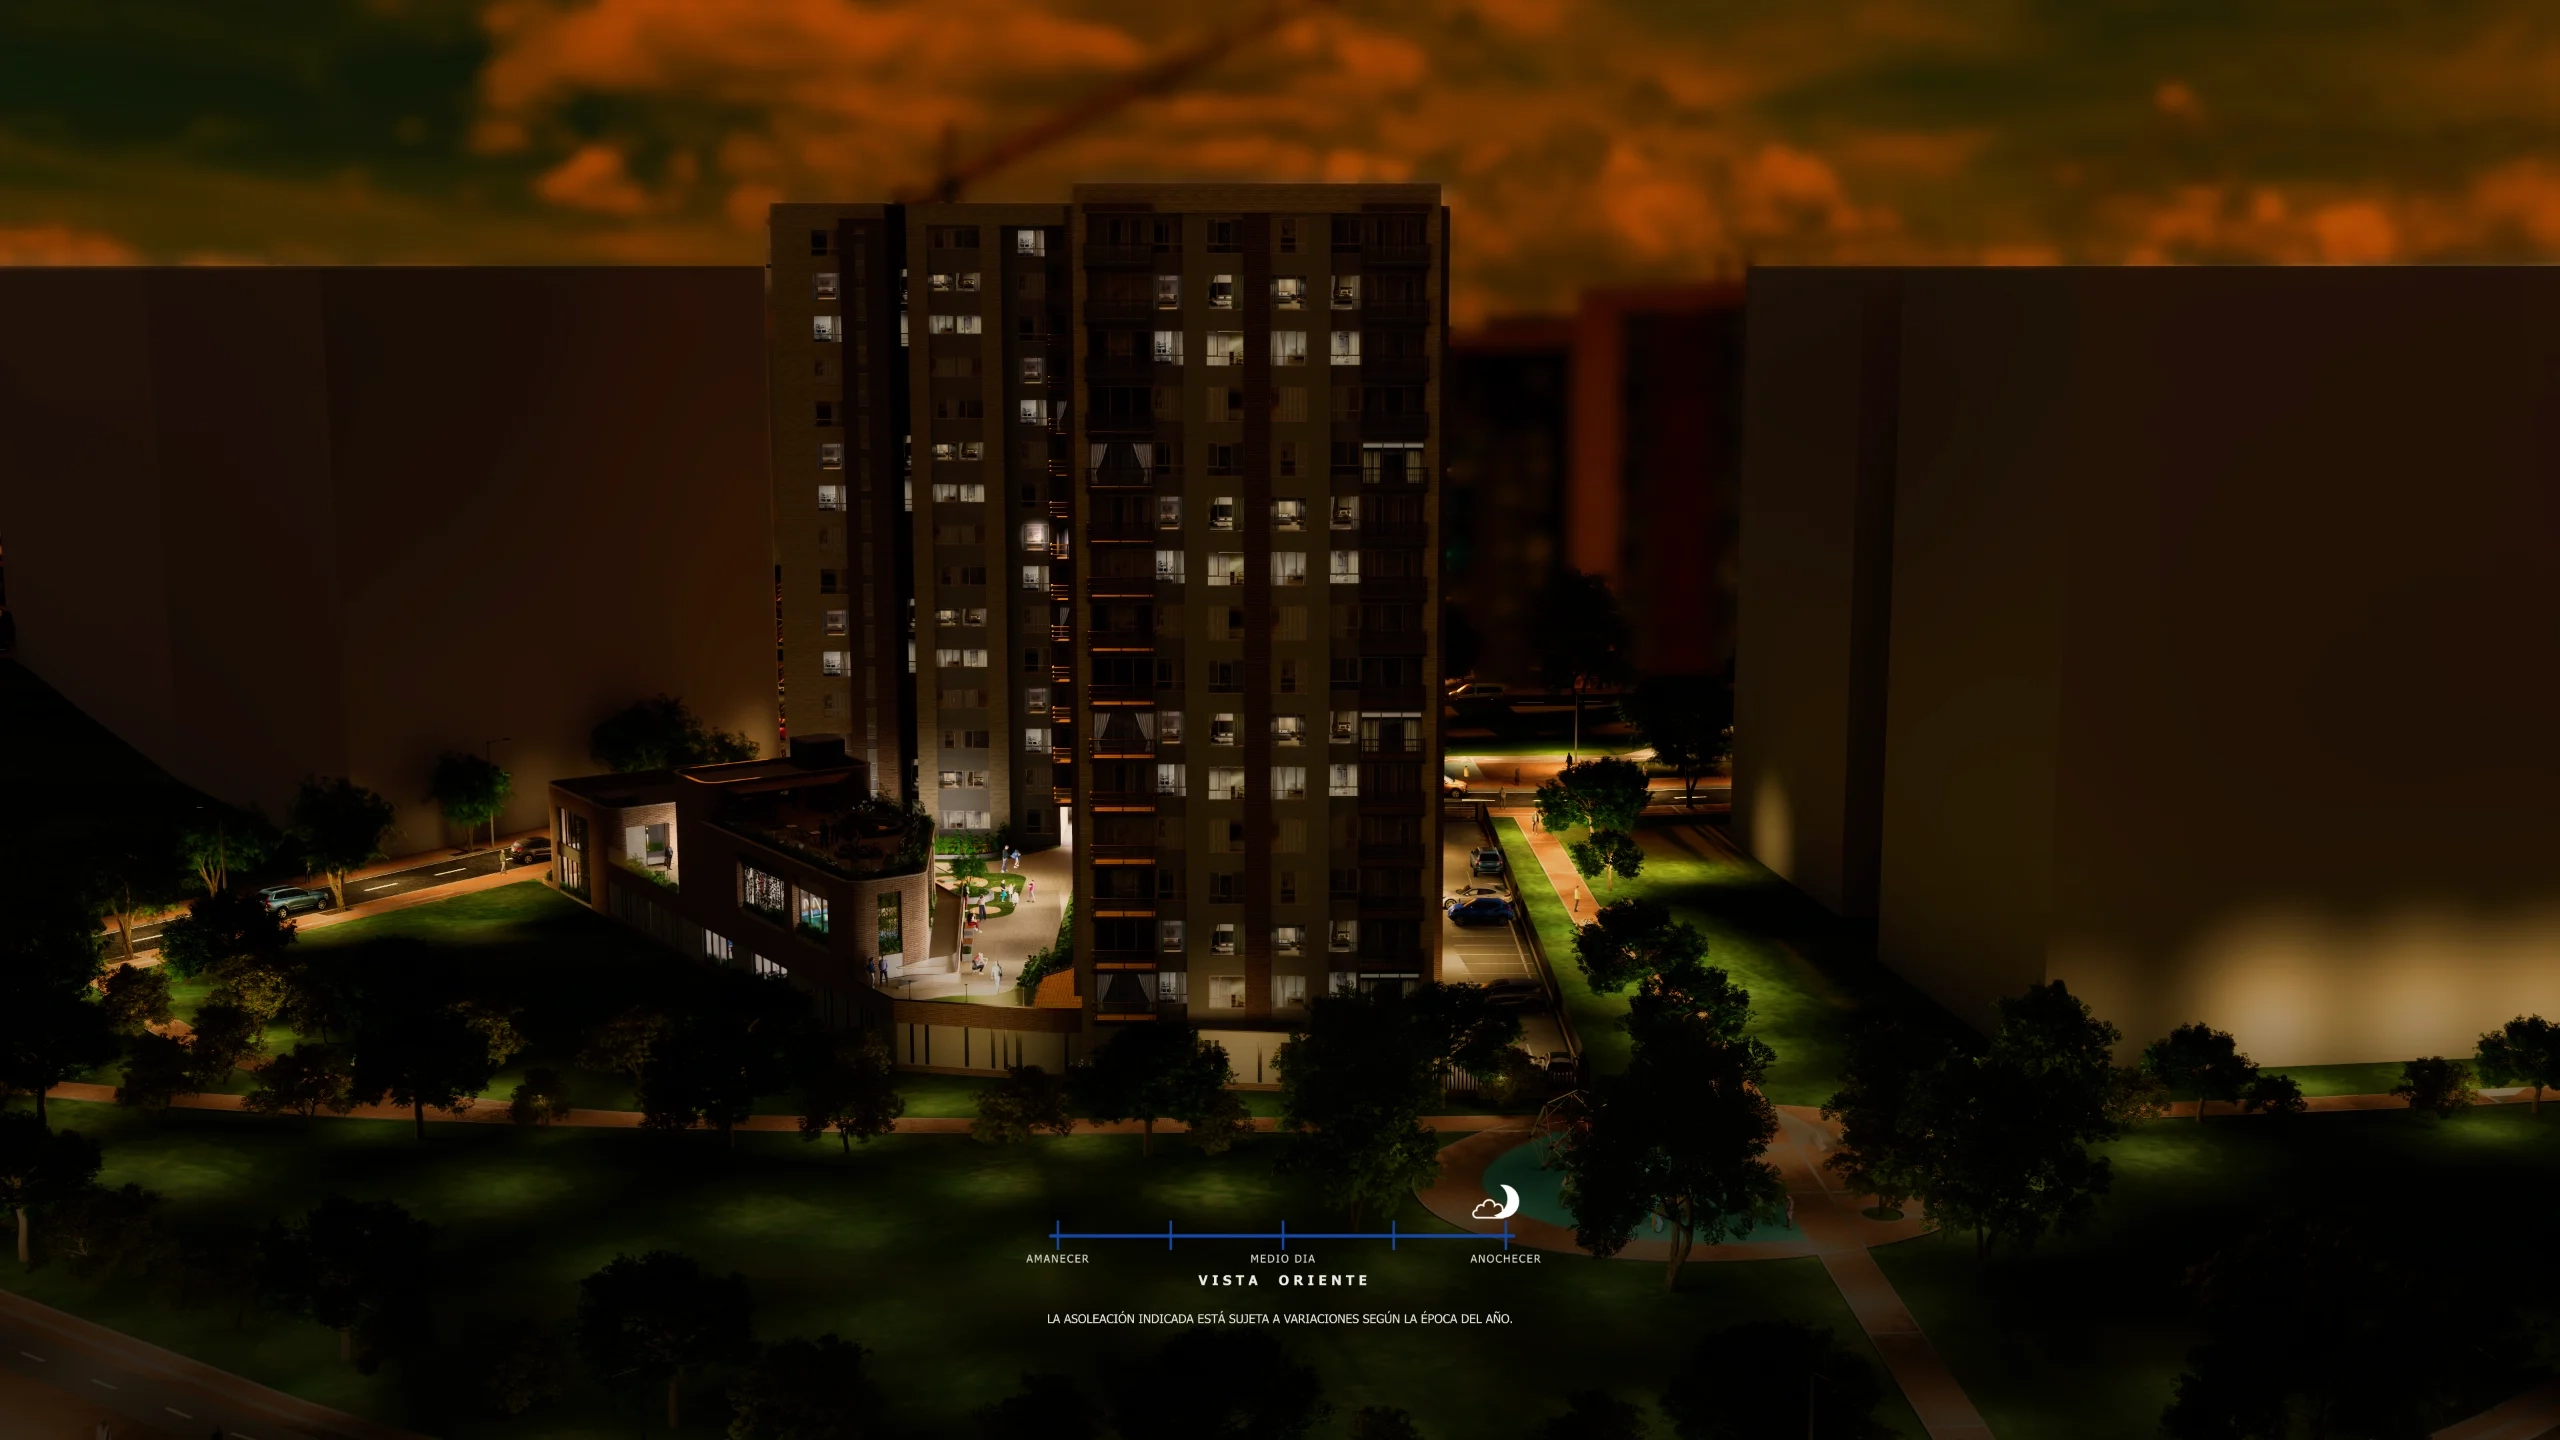 AMANECER MEDIO DIA ANOCHECER
VISTA ORIENTE
LA ASOLEACIÓN INDICADA ESTÁ SUJETA A VARIACIONES SEGÚN LA ÉPOCA DEL AÑO.